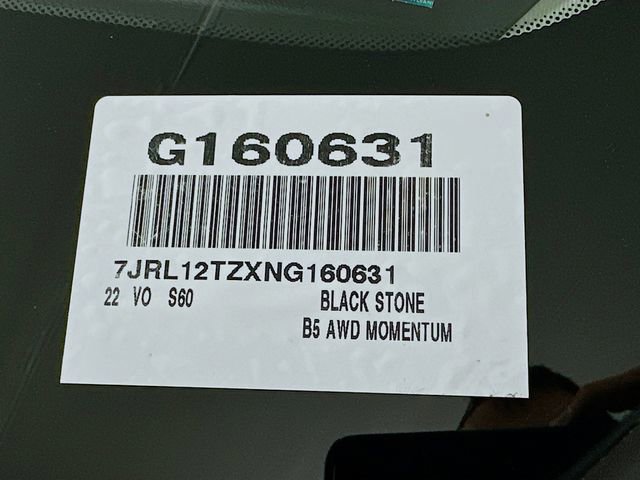 G160631
7JRL12TZXNG160631
22 VO S60 BLACK STONE
B5 AWD MOMENTUM